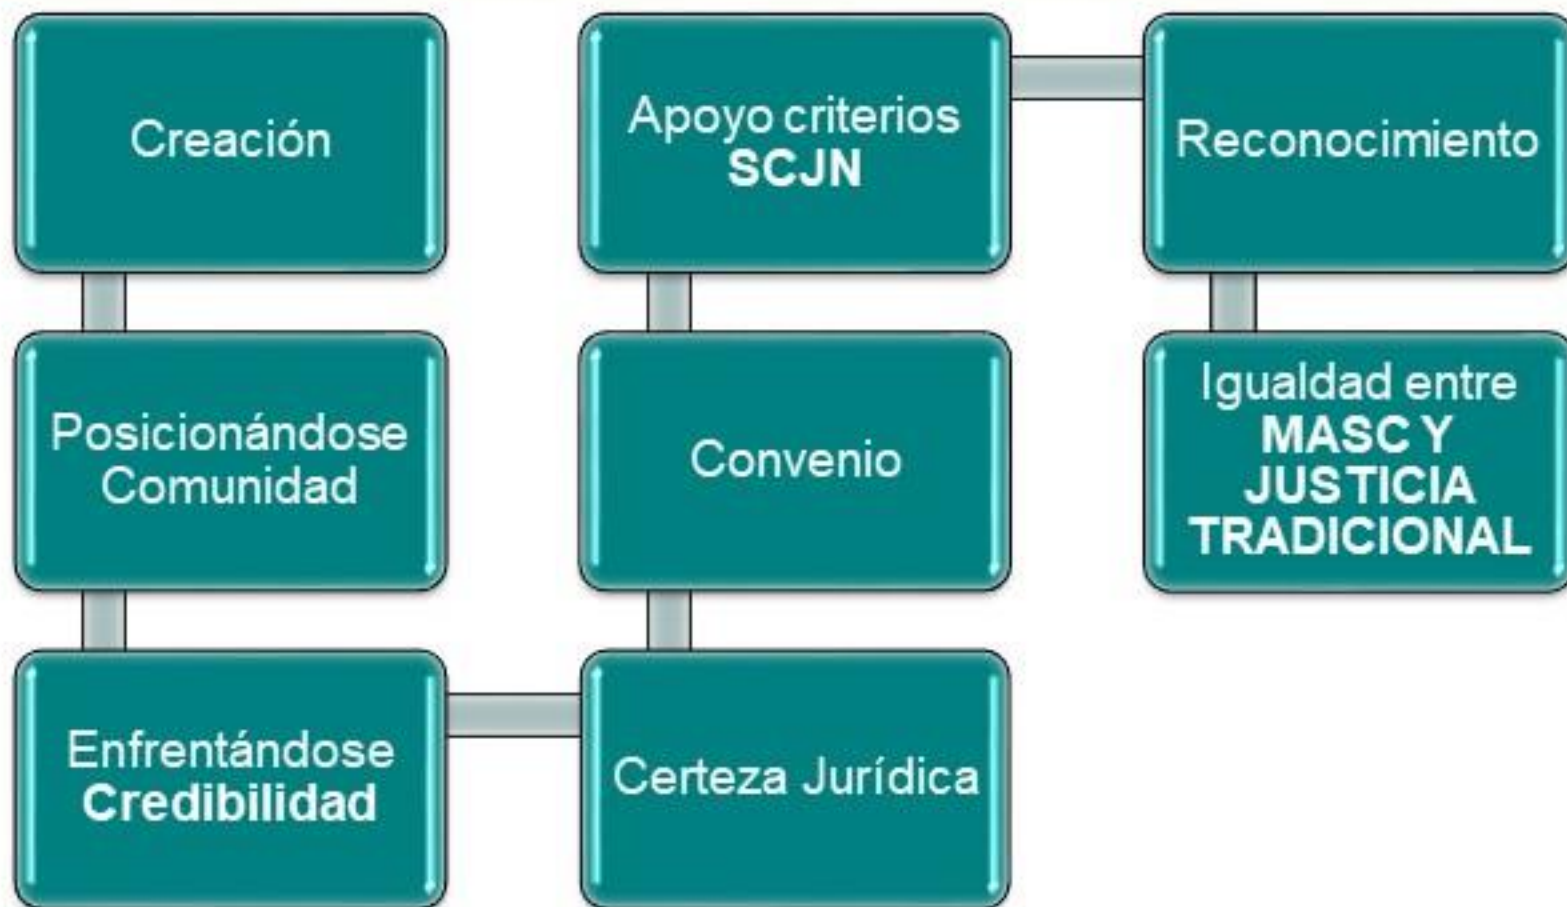 Creación
Posicionándose
Comunidad
Enfrentándose
Credibilidad
Certeza Jurídica
Convenio
Apoyo criterios
SCJN
Reconocimiento
Igualdad entre
MASC Y
JUSTICIA
TRADICIONAL